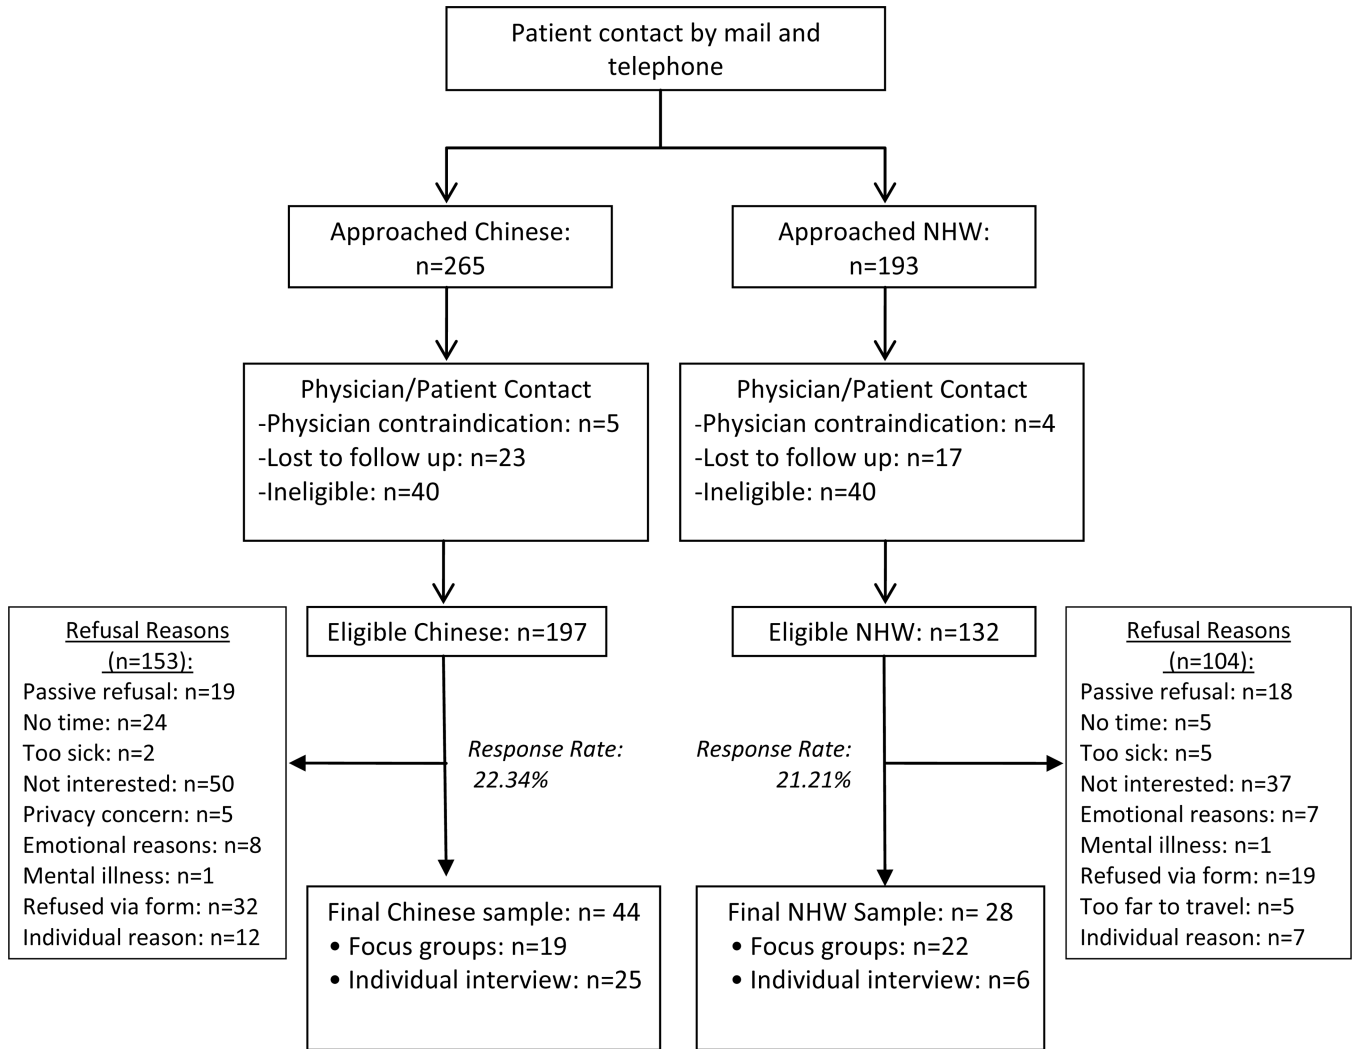 Patient contact by mail and
telephone
Approached Chinese:
n=265
Approached NHW:
n=193
Physician/Patient Contact
-Physician contraindication: n=5
-Lost to follow up: n=23
-Ineligible: n=40
Physician/Patient Contact
-Physician contraindication: n=4
-Lost to follow up: n=17
-Ineligible: n=40
Refusal Reasons
(n=153):
Passive refusal: n=19
No time: n=24
Too sick: n=2
Not interested: n=50
Privacy concern: n=5
Emotional reasons: n=8
Mental illness: n=1
Refused via form: n=32
Individual reason: n=12
Eligible Chinese: n=197
Eligible NHW: n=132
Refusal Reasons
(n=104):
Passive refusal: n=18
No time: n=5
Too sick: n=5
Not interested: n=37
Emotional reasons: n=7
Mental illness: n=1
Refused via form: n=19
Too far to travel: n=5
Individual reason: n=7
Response Rate:
22.34%
Response Rate:
21.21%
Final Chinese sample: n= 44
• Focus groups: n=19
• Individual interview: n=25
Final NHW Sample: n= 28
• Focus groups: n=22
• Individual interview: n=6